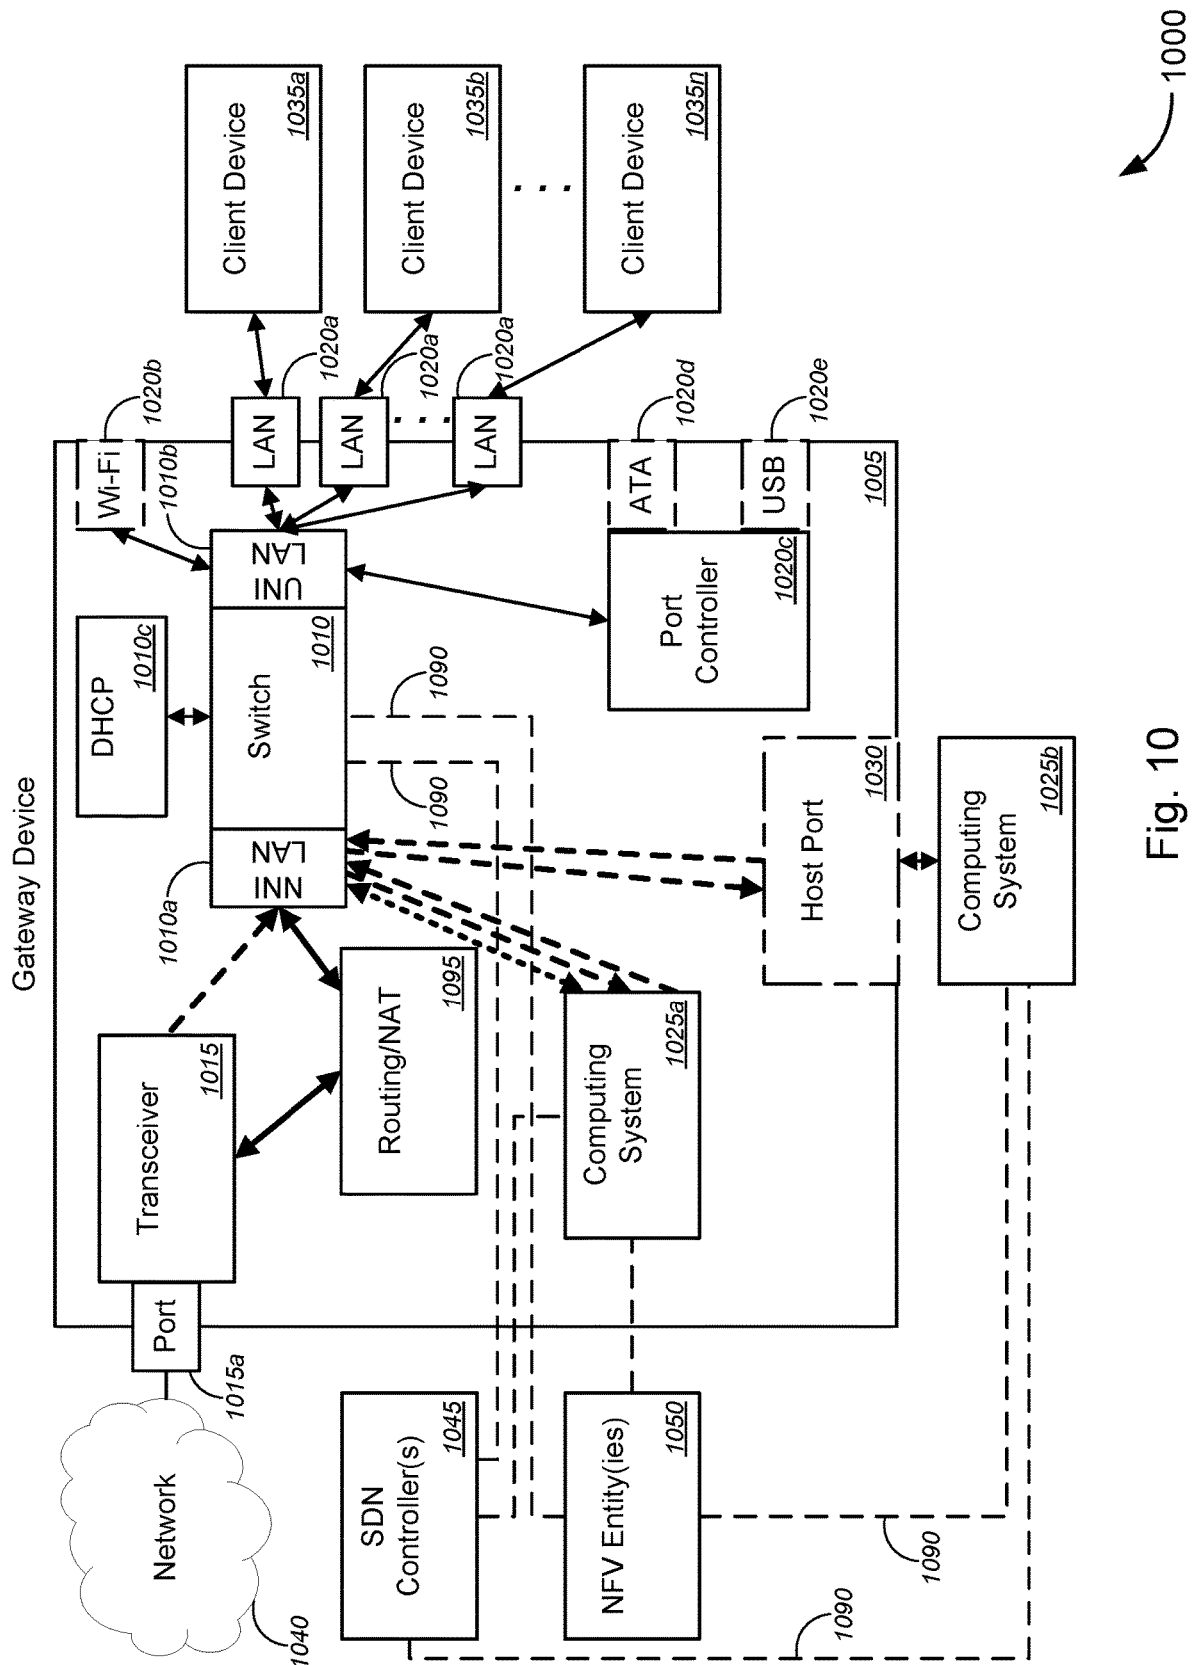 Gateway Device
Network
1040
Port
1015a
Transceiver
1015
Routing/NAT
1095
1010a
NNI
LAN
Switch
1010
UNI
LAN
1010b
DHCP
1010c
Wi-Fi
1020b
LAN
1020a
LAN
1020a
. . .
LAN
1020a
Client Device
1035a
Client Device
1035b
. . .
Client Device
1035n
1090
1090
SDN
Controller(s)
1045
NFV Entity(ies)
1050
Computing
System
1025a
Port
Controller
1020c
ATA
1020d
USB
1020e
1005
Host Port
1030
Computing
System
1025b
1090
1090
Fig. 10
1000